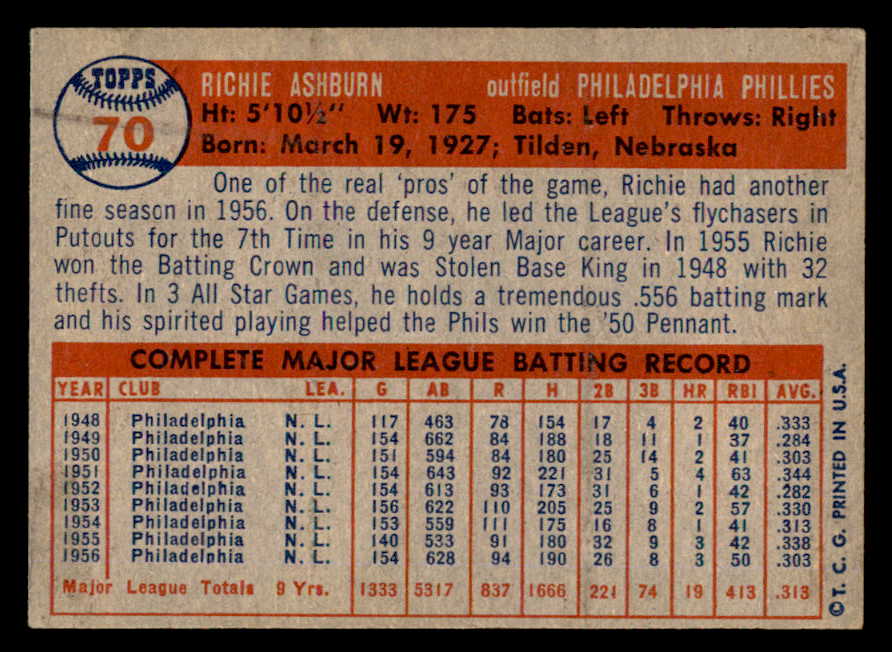 TOPPS
70
RICHIE ASHBURN outfield PHILADELPHIA PHILLIES
Ht: 5'10½" Wt: 175 Bats: Left Throws: Right
Born: March 19, 1927; Tilden, Nebraska
One of the real 'pros' of the game, Richie had another
fine season in 1956. On the defense, he led the League's flychasers in
Putouts for the 7th Time in his 9 year Major career. In 1955 Richie
won the Batting Crown and was Stolen Base King in 1948 with 32
thefts. In 3 All Star Games, he holds a tremendous .556 batting mark
and his spirited playing helped the Phils win the '50 Pennant.
COMPLETE MAJOR LEAGUE BATTING RECORD
YEAR CLUB LEA. G AB R H 2B 3B HR RBI AVG.
1948 Philadelphia N. L. 117 463 78 154 17 4 2 40 .333
1949 Philadelphia N. L. 154 662 84 188 18 11 1 37 .284
1950 Philadelphia N. L. 151 594 84 180 25 14 2 41 .303
1951 Philadelphia N. L. 154 643 92 221 31 5 4 63 .344
1952 Philadelphia N. L. 154 613 93 173 31 6 1 42 .282
1953 Philadelphia N. L. 156 622 110 205 25 9 2 57 .330
1954 Philadelphia N. L. 153 559 111 175 16 8 1 41 .313
1955 Philadelphia N. L. 140 533 91 180 32 9 3 42 .338
1956 Philadelphia N. L. 154 628 94 190 26 8 3 50 .303
Major League Totals 9 Yrs. 1333 5317 837 1666 221 74 19 413 .313
©T. C. G. PRINTED IN U.S.A.